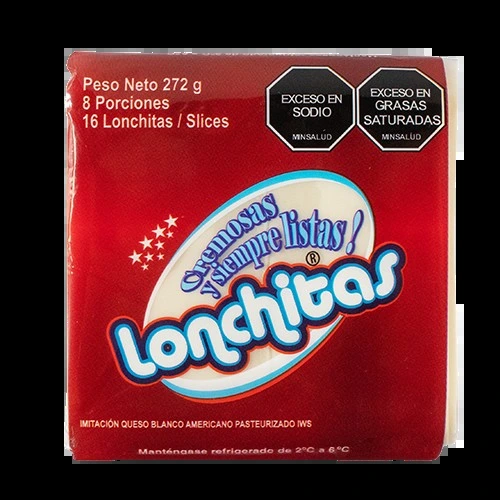 Peso Neto 272 g
8 Porciones
16 Lonchitas / Slices
EXCESO EN
SODIO
MINSALUD
EXCESO EN
GRASAS
SATURADAS
MINSALUD
Cremosas
y siempre listas!
Lonchitas®
IMITACIÓN QUESO BLANCO AMERICANO PASTEURIZADO IWS
Manténgase refrigerado de 2°C a 6°C